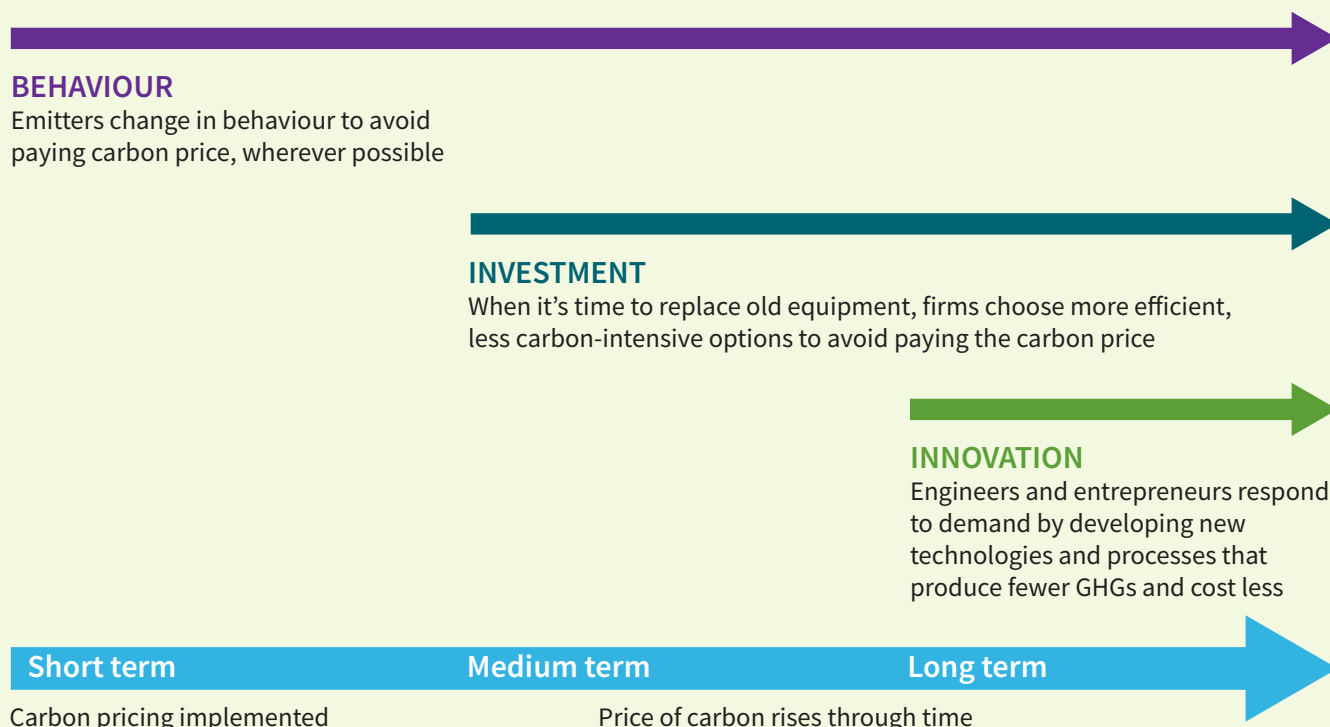 BEHAVIOUR
Emitters change in behaviour to avoid
paying carbon price, wherever possible
INVESTMENT
When it’s time to replace old equipment, firms choose more efficient,
less carbon-intensive options to avoid paying the carbon price
INNOVATION
Engineers and entrepreneurs respond
to demand by developing new
technologies and processes that
produce fewer GHGs and cost less
Short term Medium term Long term
Carbon pricing implemented Price of carbon rises through time